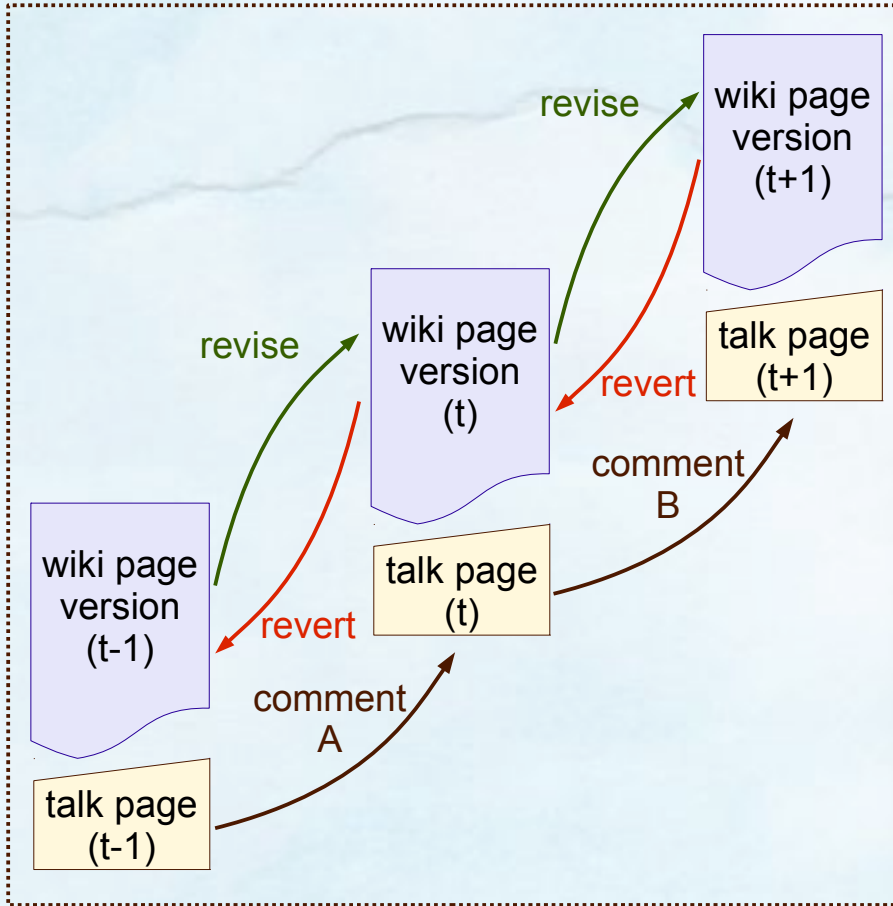 revise
wiki page
version
(t+1)
revise
wiki page
version
(t)
revert
talk page
(t+1)
comment
B
wiki page
version
(t-1)
revert
talk page
(t)
comment
A
talk page
(t-1)